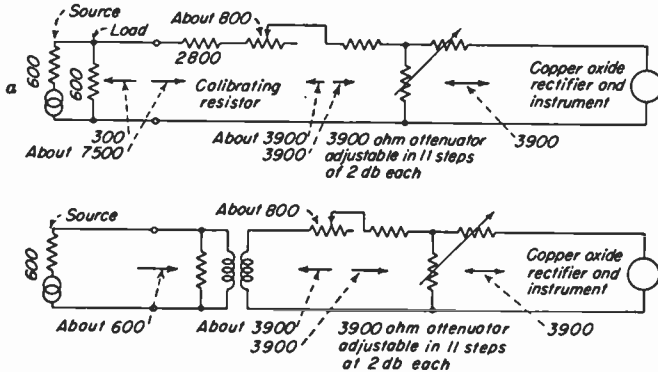 Source
Load
About 800
600
a
600
2800
Calibrating
resistor
Copper oxide
rectifier and
instrument
300
About 7500
About 3900
3900
3900 ohm attenuator
adjustable in 11 steps
at 2 db each
3900
Source
About 800
600
Copper oxide
rectifier and
instrument
About 600
About 3900
3900
3900 ohm attenuator
adjustable in 11 steps
at 2 db each
3900